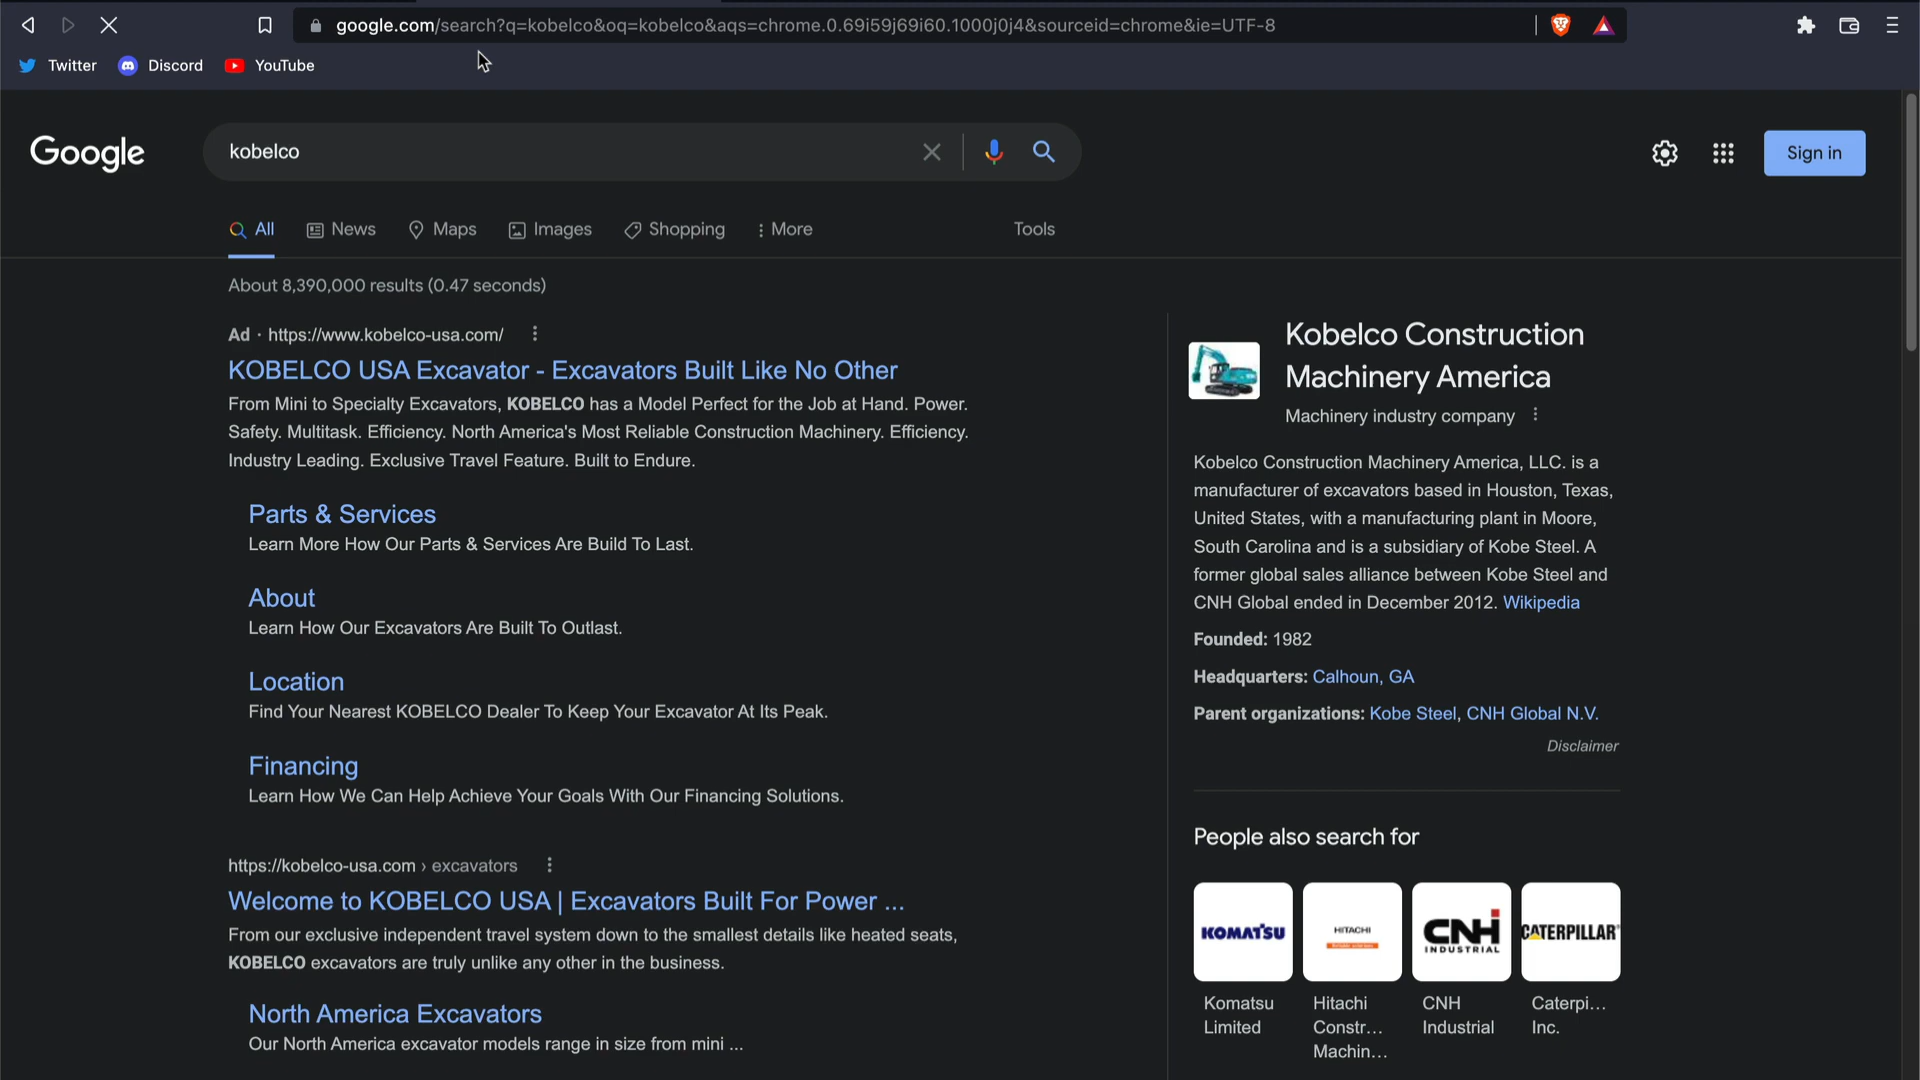 google.com/search?q=kobelco&oq=kobelco&aqs=chrome.0.69i59j69i60.1000j0j4&sourceid=chrome&ie=UTF-8
Twitter Discord YouTube
Google kobelco Sign in
All News Maps Images Shopping More Tools
About 8,390,000 results (0.47 seconds)
Ad · https://www.kobelco-usa.com/
KOBELCO USA Excavator - Excavators Built Like No Other
From Mini to Specialty Excavators, KOBELCO has a Model Perfect for the Job at Hand. Power.
Safety. Multitask. Efficiency. North America's Most Reliable Construction Machinery. Efficiency.
Industry Leading. Exclusive Travel Feature. Built to Endure.
Parts & Services
Learn More How Our Parts & Services Are Build To Last.
About
Learn How Our Excavators Are Built To Outlast.
Location
Find Your Nearest KOBELCO Dealer To Keep Your Excavator At Its Peak.
Financing
Learn How We Can Help Achieve Your Goals With Our Financing Solutions.
https://kobelco-usa.com › excavators
Welcome to KOBELCO USA | Excavators Built For Power ...
From our exclusive independent travel system down to the smallest details like heated seats,
KOBELCO excavators are truly unlike any other in the business.
North America Excavators
Our North America excavator models range in size from mini ...
Kobelco Construction
Machinery America
Machinery industry company
Kobelco Construction Machinery America, LLC. is a
manufacturer of excavators based in Houston, Texas,
United States, with a manufacturing plant in Moore,
South Carolina and is a subsidiary of Kobe Steel. A
former global sales alliance between Kobe Steel and
CNH Global ended in December 2012. Wikipedia
Founded: 1982
Headquarters: Calhoun, GA
Parent organizations: Kobe Steel, CNH Global N.V.
Disclaimer
People also search for
KOMATSU
HITACHI
CNH
INDUSTRIAL
CATERPILLAR
Komatsu
Limited
Hitachi
Constr...
Machin...
CNH
Industrial
Caterpi...
Inc.